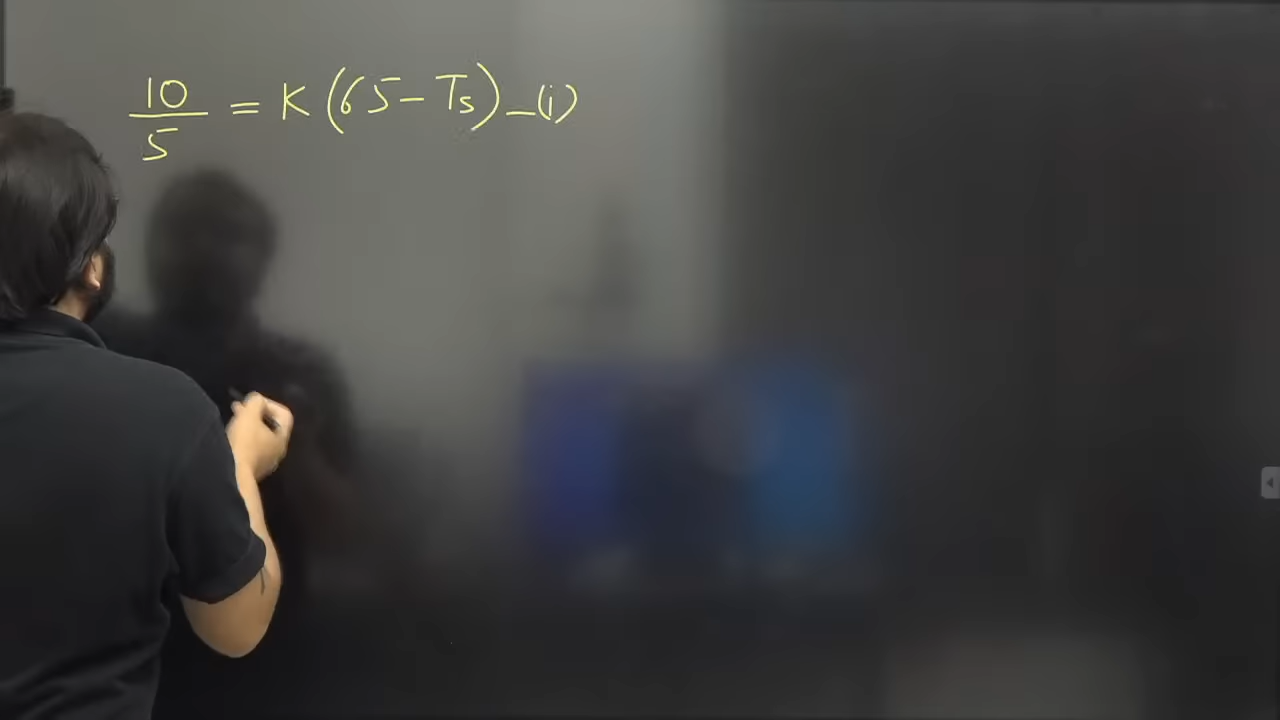 10/5 = K(65 - Ts) - (i)